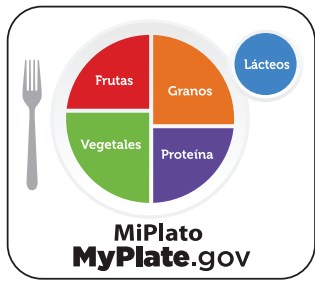 Frutas
Granos
Lácteos
Vegetales
Proteína
MiPlato
MyPlate.gov